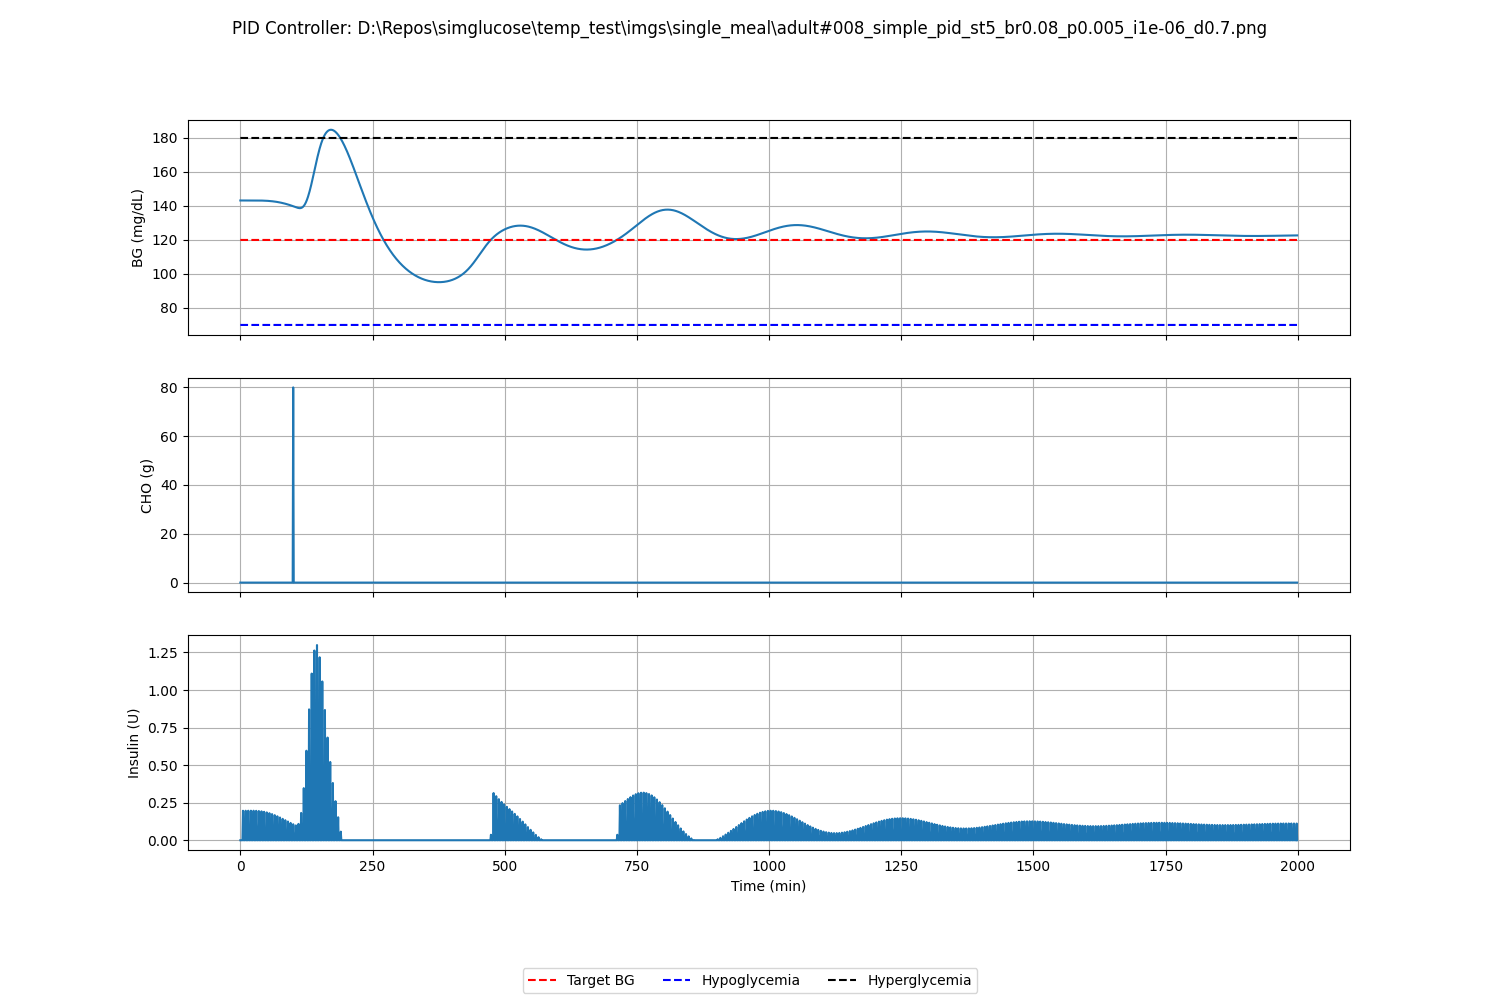 PID Controller: D:\Repos\simglucose\temp_test\imgs\single_meal\adult#008_simple_pid_st5_br0.08_p0.005_i1e-06_d0.7.png
180
160
140
120
100
80
BG (mg/dL)
80
60
40
20
0
CHO (g)
1.25
1.00
0.75
0.50
0.25
0.00
Insulin (U)
0 250 500 750 1000 1250 1500 1750 2000
Time (min)
Target BG Hypoglycemia Hyperglycemia